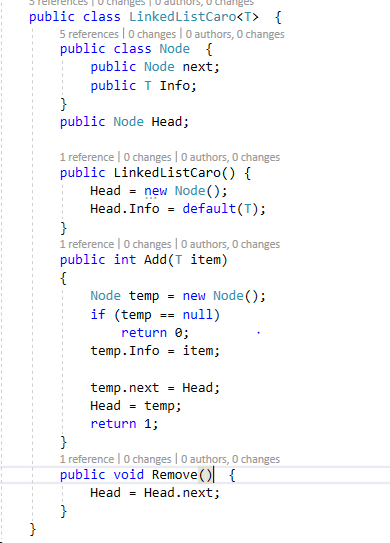 5 references | 0 changes | 0 authors, 0 changes
public class LinkedListCaro<T>  {
5 references | 0 changes | 0 authors, 0 changes
public class Node  {
public Node next;
public T Info;
}
public Node Head;
1 reference | 0 changes | 0 authors, 0 changes
public LinkedListCaro() {
Head = new Node();
Head.Info = default(T);
}
1 reference | 0 changes | 0 authors, 0 changes
public int Add(T item)
{
Node temp = new Node();
if (temp == null)
return 0;
temp.Info = item;
temp.next = Head;
Head = temp;
return 1;
}
1 reference | 0 changes | 0 authors, 0 changes
public void Remove()  {
Head = Head.next;
}
}